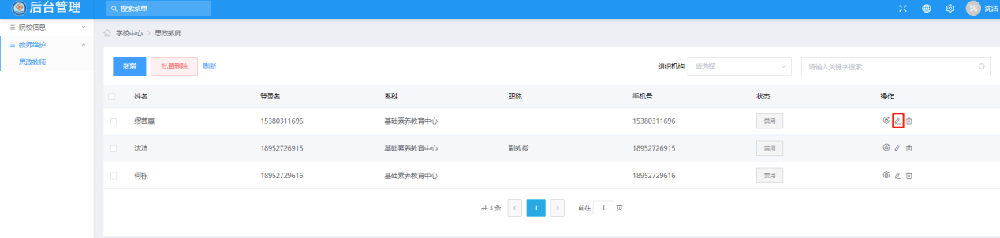 后台管理
搜索菜单
沈
沈洁
院校信息
教师维护
思政教师
学校中心 > 思政教师
新增
批量删除
刷新
组织机构
请选择
请输入关键字搜索
姓名 登录名 系科 职称 手机号 状态 操作
缪茜惠 15380311696 基础素养教育中心 15380311696 禁用
沈洁 18952726915 基础素养教育中心 副教授 18952726915 禁用
何栋 18952729616 基础素养教育中心 18952729616 禁用
共 3 条 < 1 > 前往 1 页